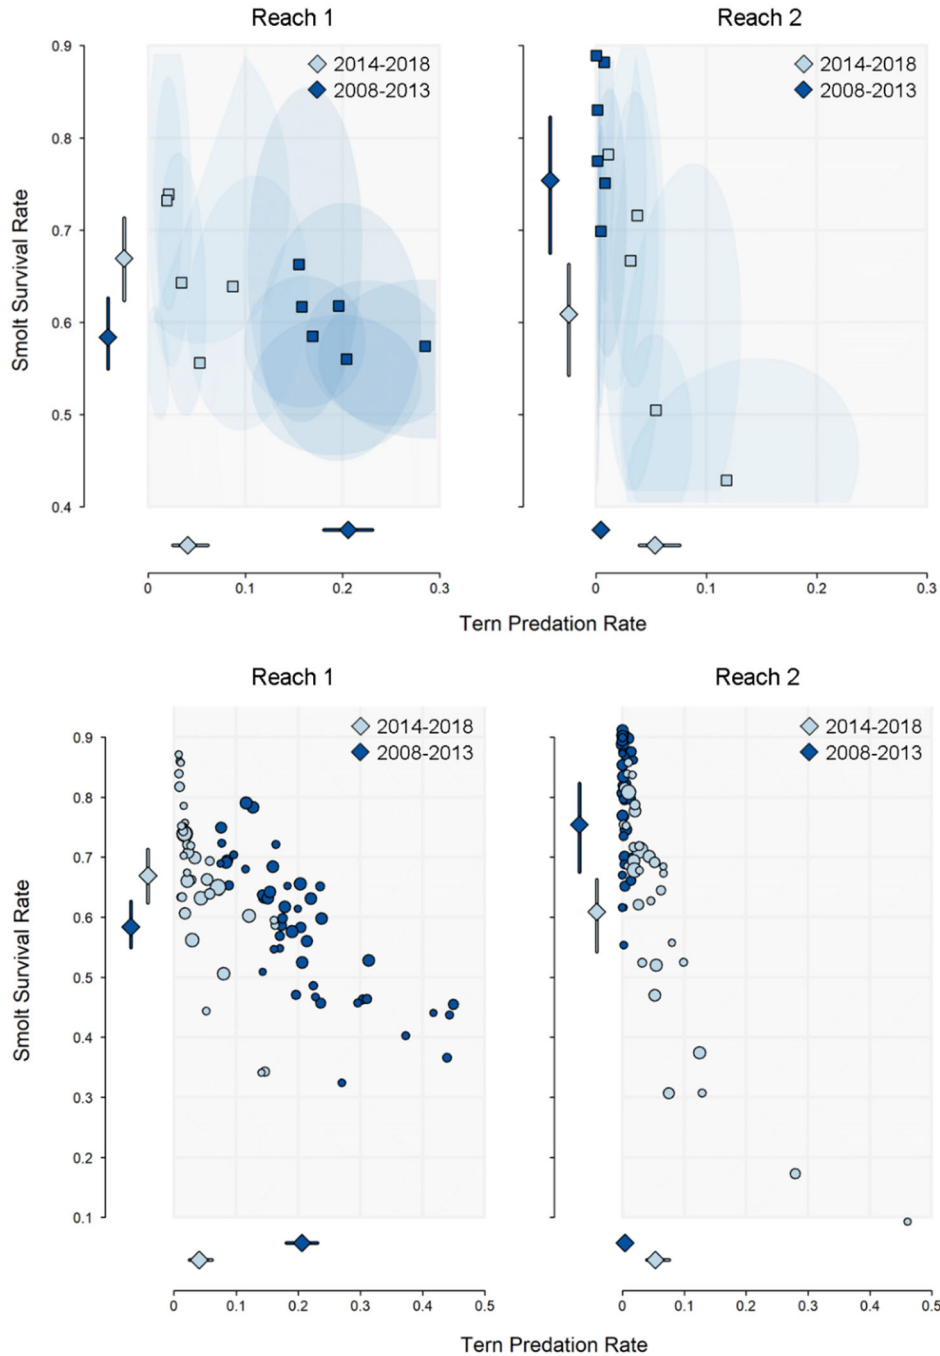 Reach 1
Reach 2
2014-2018
2008-2013
2014-2018
2008-2013
0.9
0.8
0.7
0.6
0.5
0.4
Smolt Survival Rate
0 0.1 0.2 0.3
0 0.1 0.2 0.3
Tern Predation Rate
Reach 1
Reach 2
2014-2018
2008-2013
2014-2018
2008-2013
0.9
0.8
0.7
0.6
0.5
0.4
0.3
0.2
0.1
Smolt Survival Rate
0 0.1 0.2 0.3 0.4 0.5
0 0.1 0.2 0.3 0.4 0.5
Tern Predation Rate